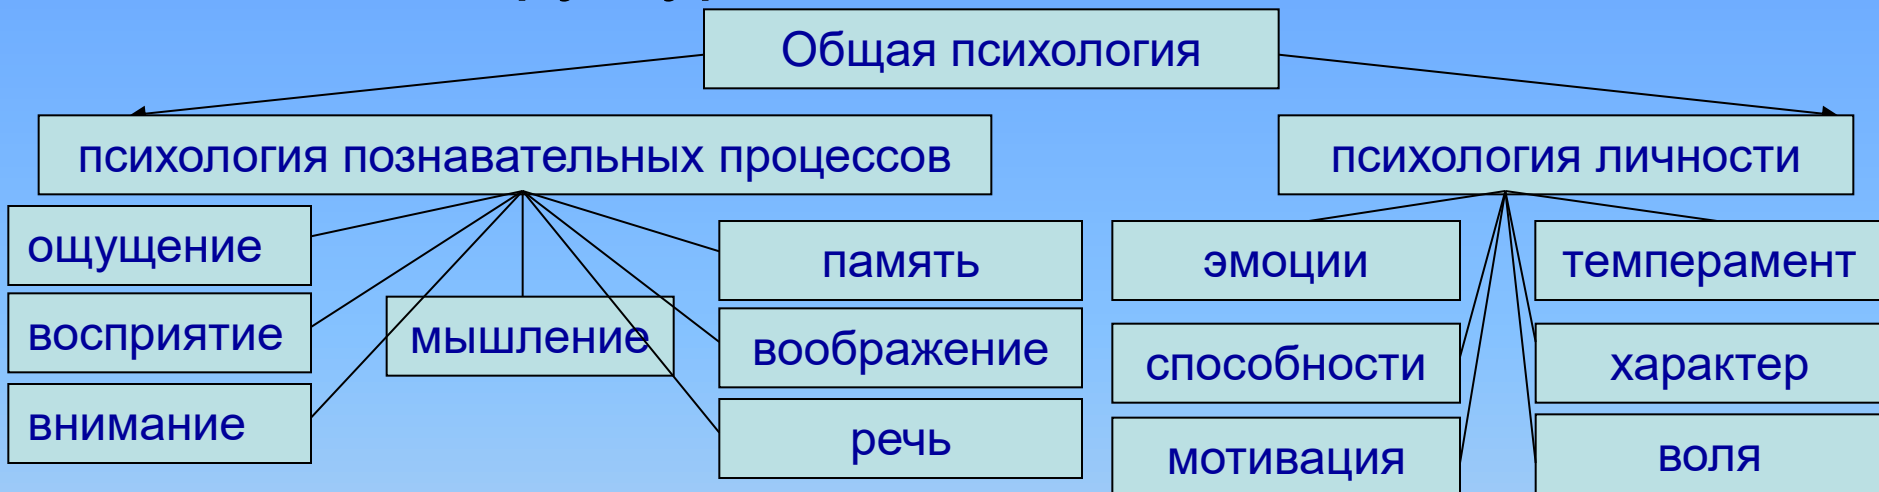 Общая психология
психология познавательных процессов
психология личности
ощущение
восприятие
внимание
мышление
память
воображение
речь
эмоции
способности
мотивация
темперамент
характер
воля